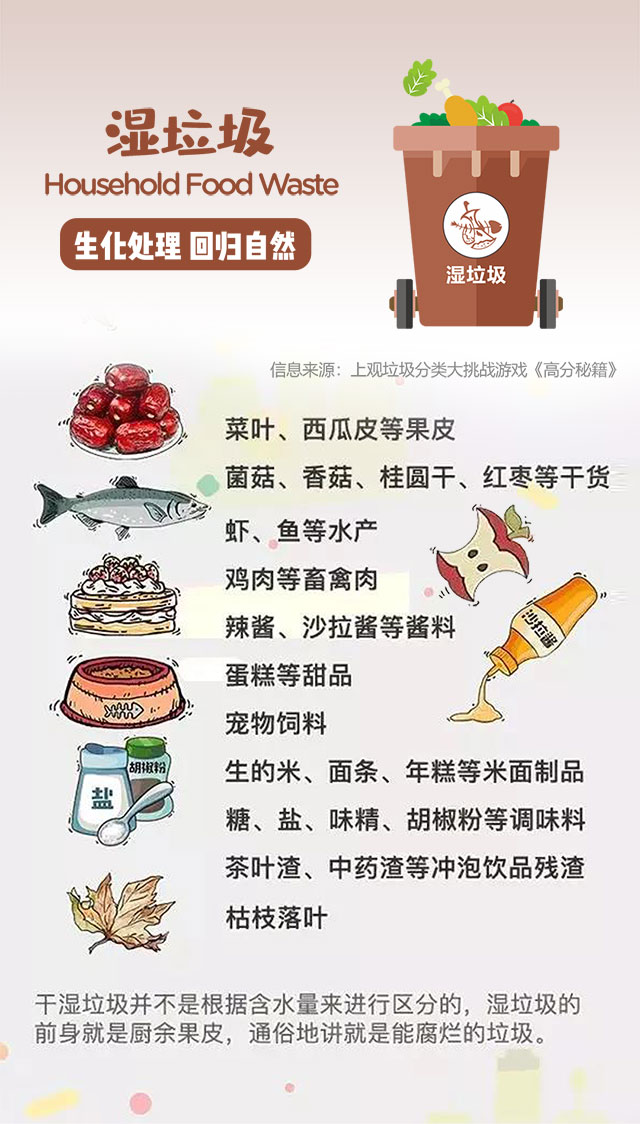 湿垃圾
Household Food Waste
生化处理 回归自然
湿垃圾
信息来源：上观垃圾分类大挑战游戏《高分秘籍》
菜叶、西瓜皮等果皮
菌菇、香菇、桂圆干、红枣等干货
虾、鱼等水产
鸡肉等畜禽肉
辣酱、沙拉酱等酱料
沙拉酱
蛋糕等甜品
宠物饲料
生的米、面条、年糕等米面制品
胡椒粉
盐
糖、盐、味精、胡椒粉等调味料
茶叶渣、中药渣等冲泡饮品残渣
枯枝落叶
干湿垃圾并不是根据含水量来进行区分的，湿垃圾的
前身就是厨余果皮，通俗地讲就是能腐烂的垃圾。